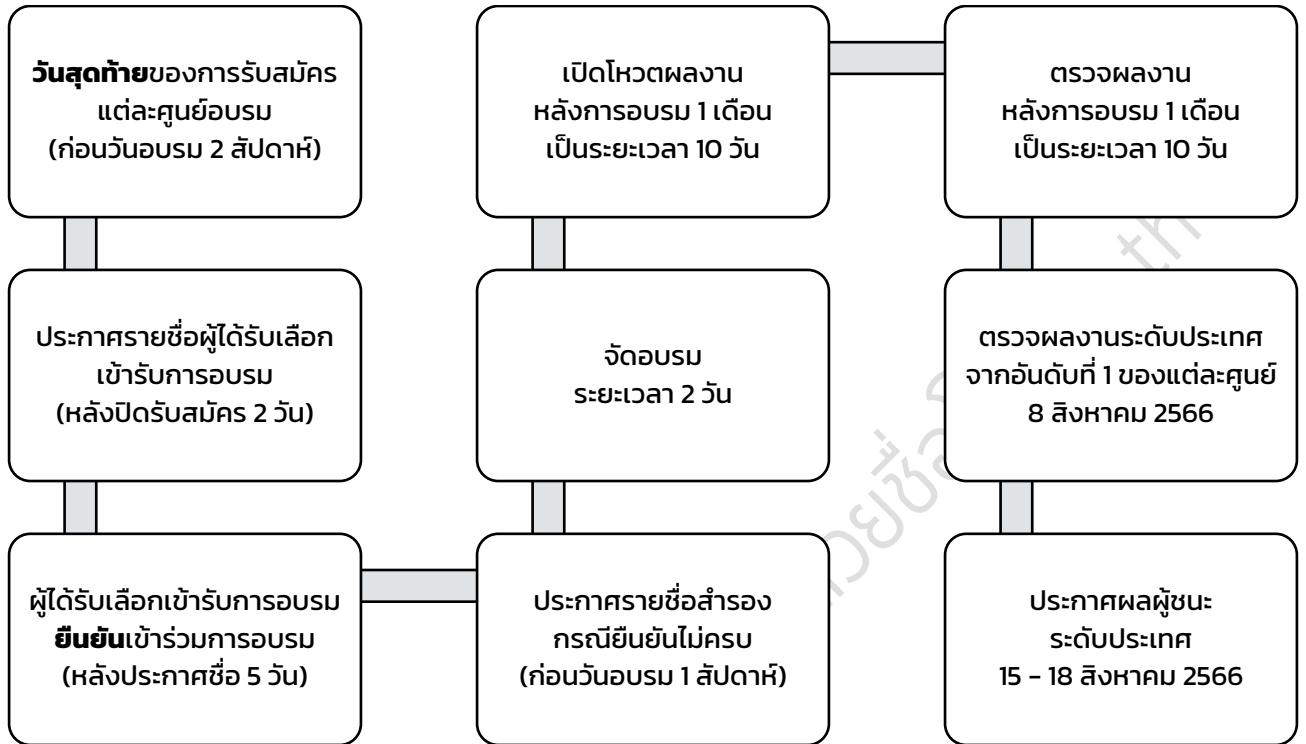 วันสุดท้ายของการรับสมัคร
แต่ละศูนย์อบรม
(ก่อนวันอบรม 2 สัปดาห์)
ประกาศรายชื่อผู้ได้รับเลือก
เข้ารับการอบรม
(หลังปิดรับสมัคร 2 วัน)
ผู้ได้รับเลือกเข้ารับการอบรม
ยืนยันเข้าร่วมการอบรม
(หลังประกาศชื่อ 5 วัน)
ประกาศรายชื่อสำรอง
กรณียืนยันไม่ครบ
(ก่อนวันอบรม 1 สัปดาห์)
จัดอบรม
ระยะเวลา 2 วัน
เปิดโหวตผลงาน
หลังการอบรม 1 เดือน
เป็นระยะเวลา 10 วัน
ตรวจผลงาน
หลังการอบรม 1 เดือน
เป็นระยะเวลา 10 วัน
ตรวจผลงานระดับประเทศ
จากอันดับที่ 1 ของแต่ละศูนย์
8 สิงหาคม 2566
ประกาศผลผู้ชนะ
ระดับประเทศ
15 - 18 สิงหาคม 2566